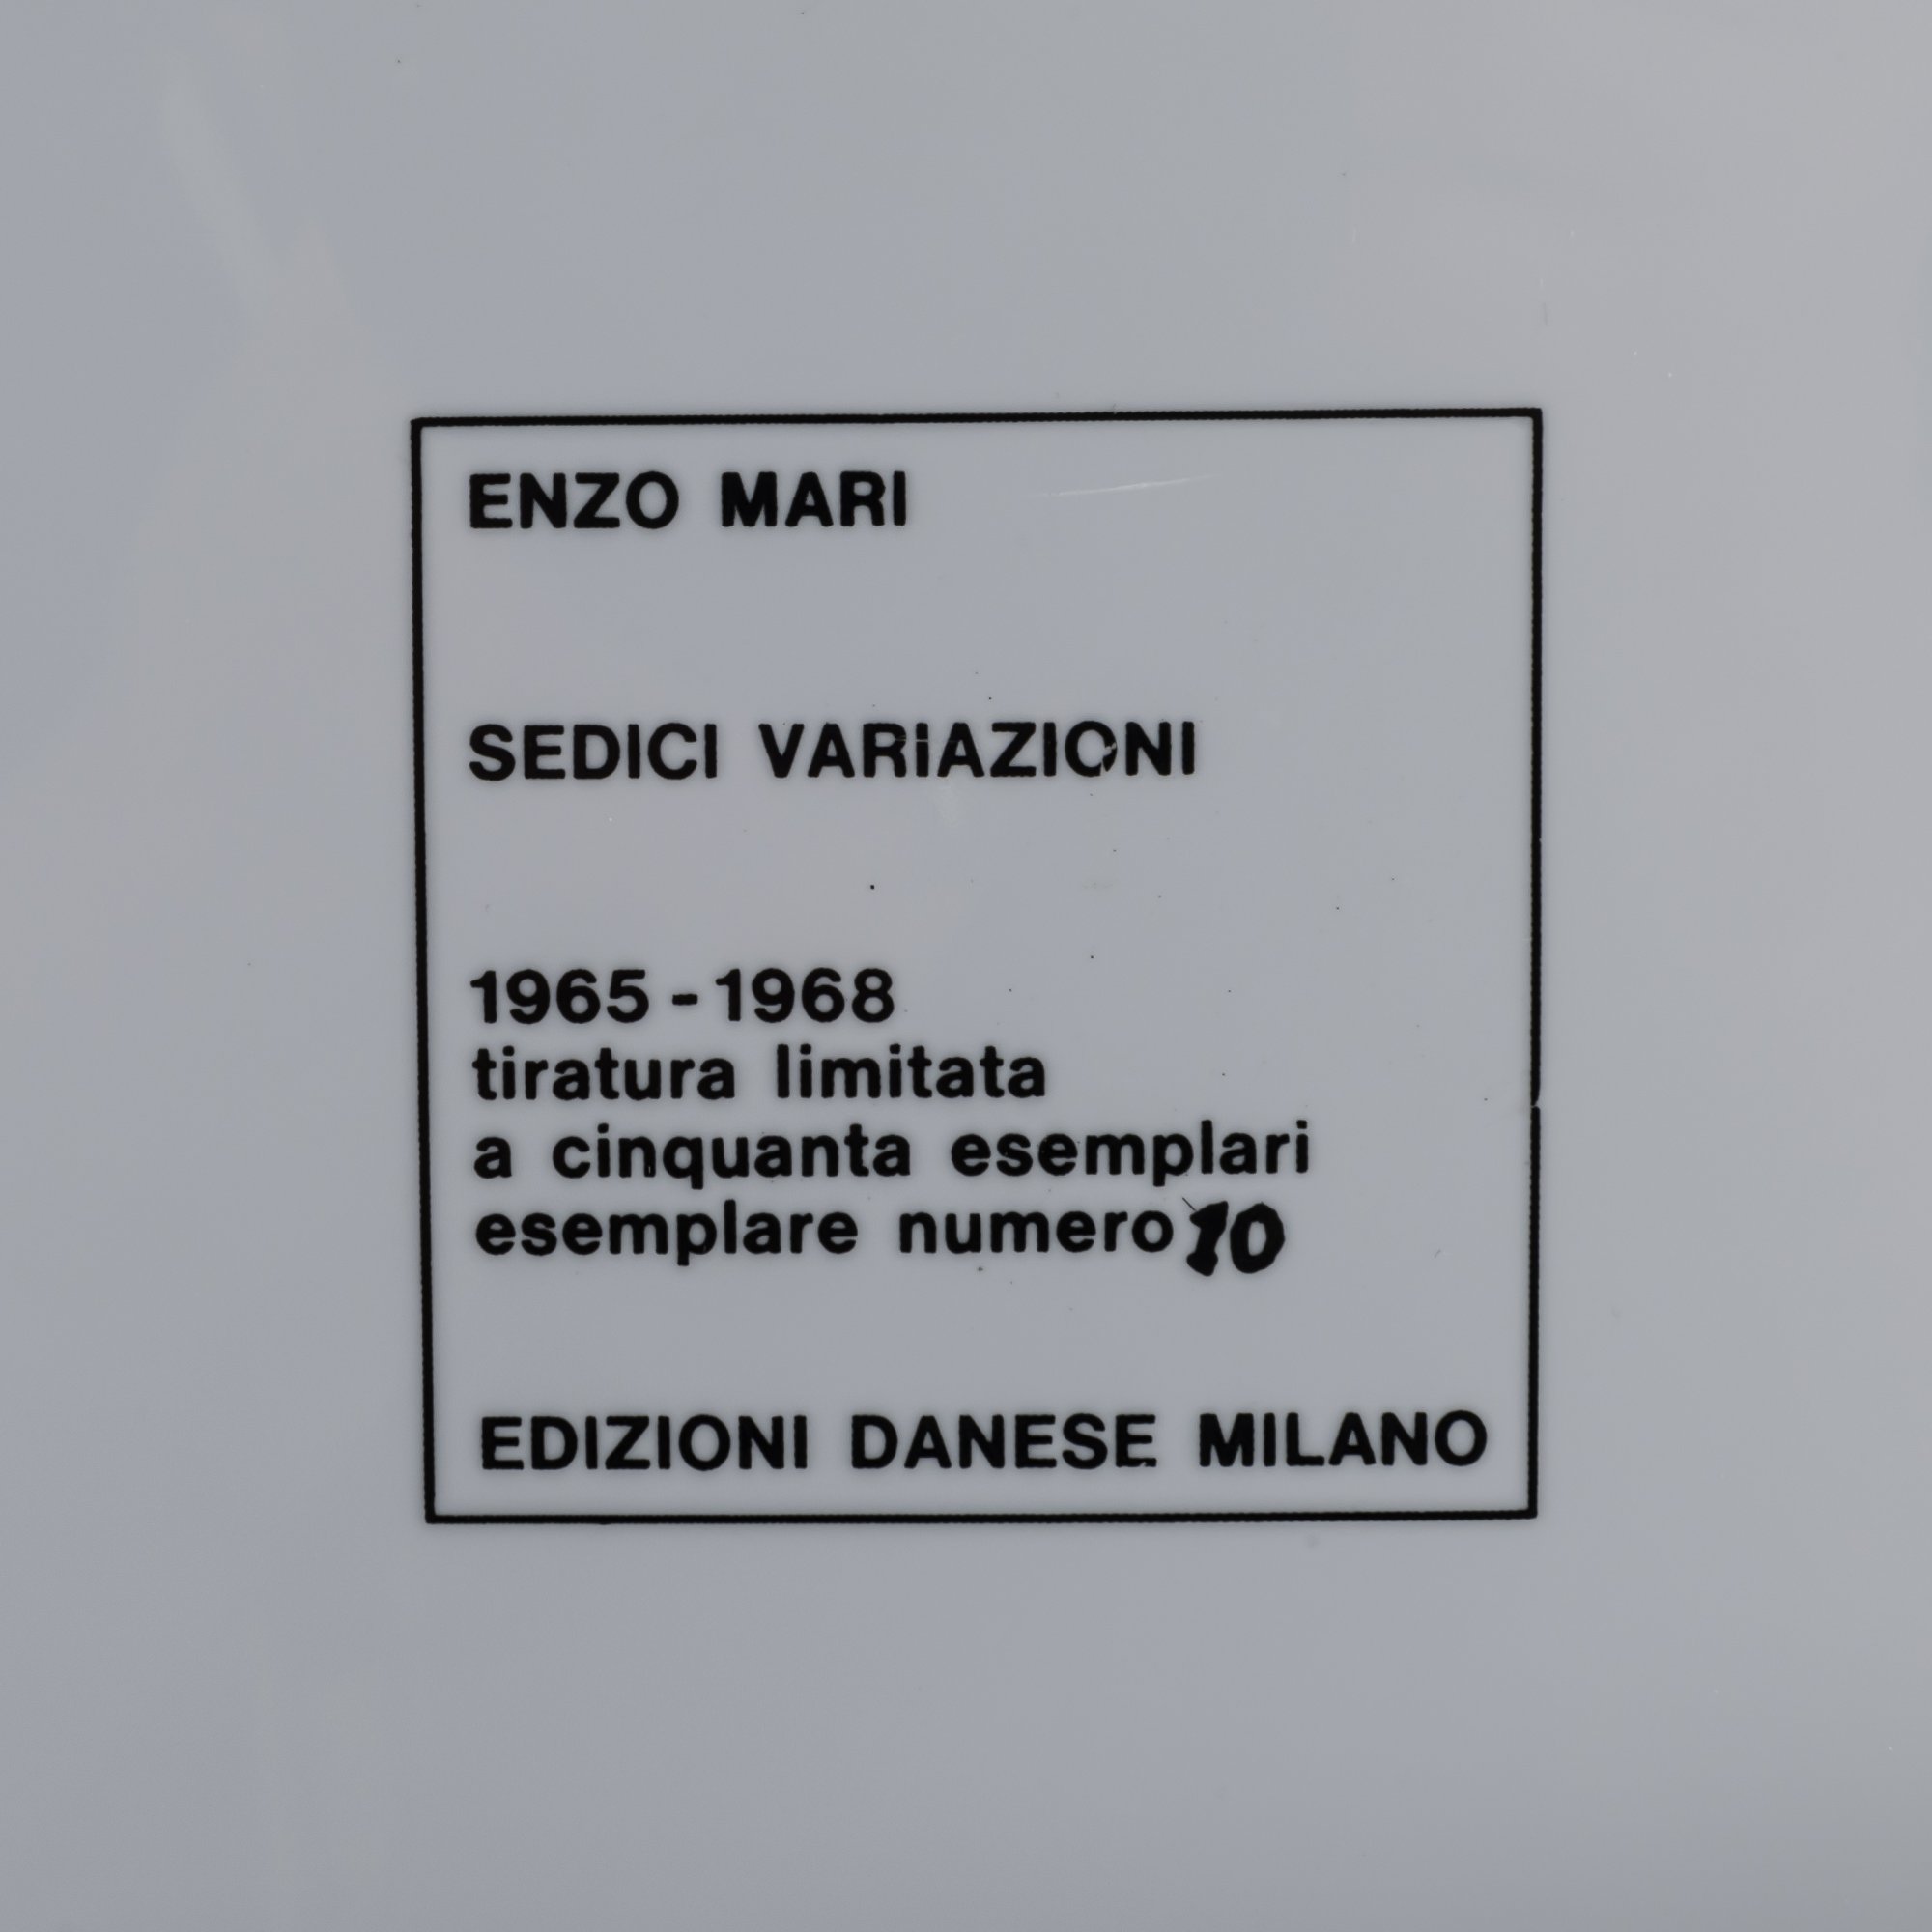 ENZO MARI
SEDICI VARIAZIONI
1965-1968
tiratura limitata
a cinquanta esemplari
esemplare numero 10
EDIZIONI DANESE MILANO